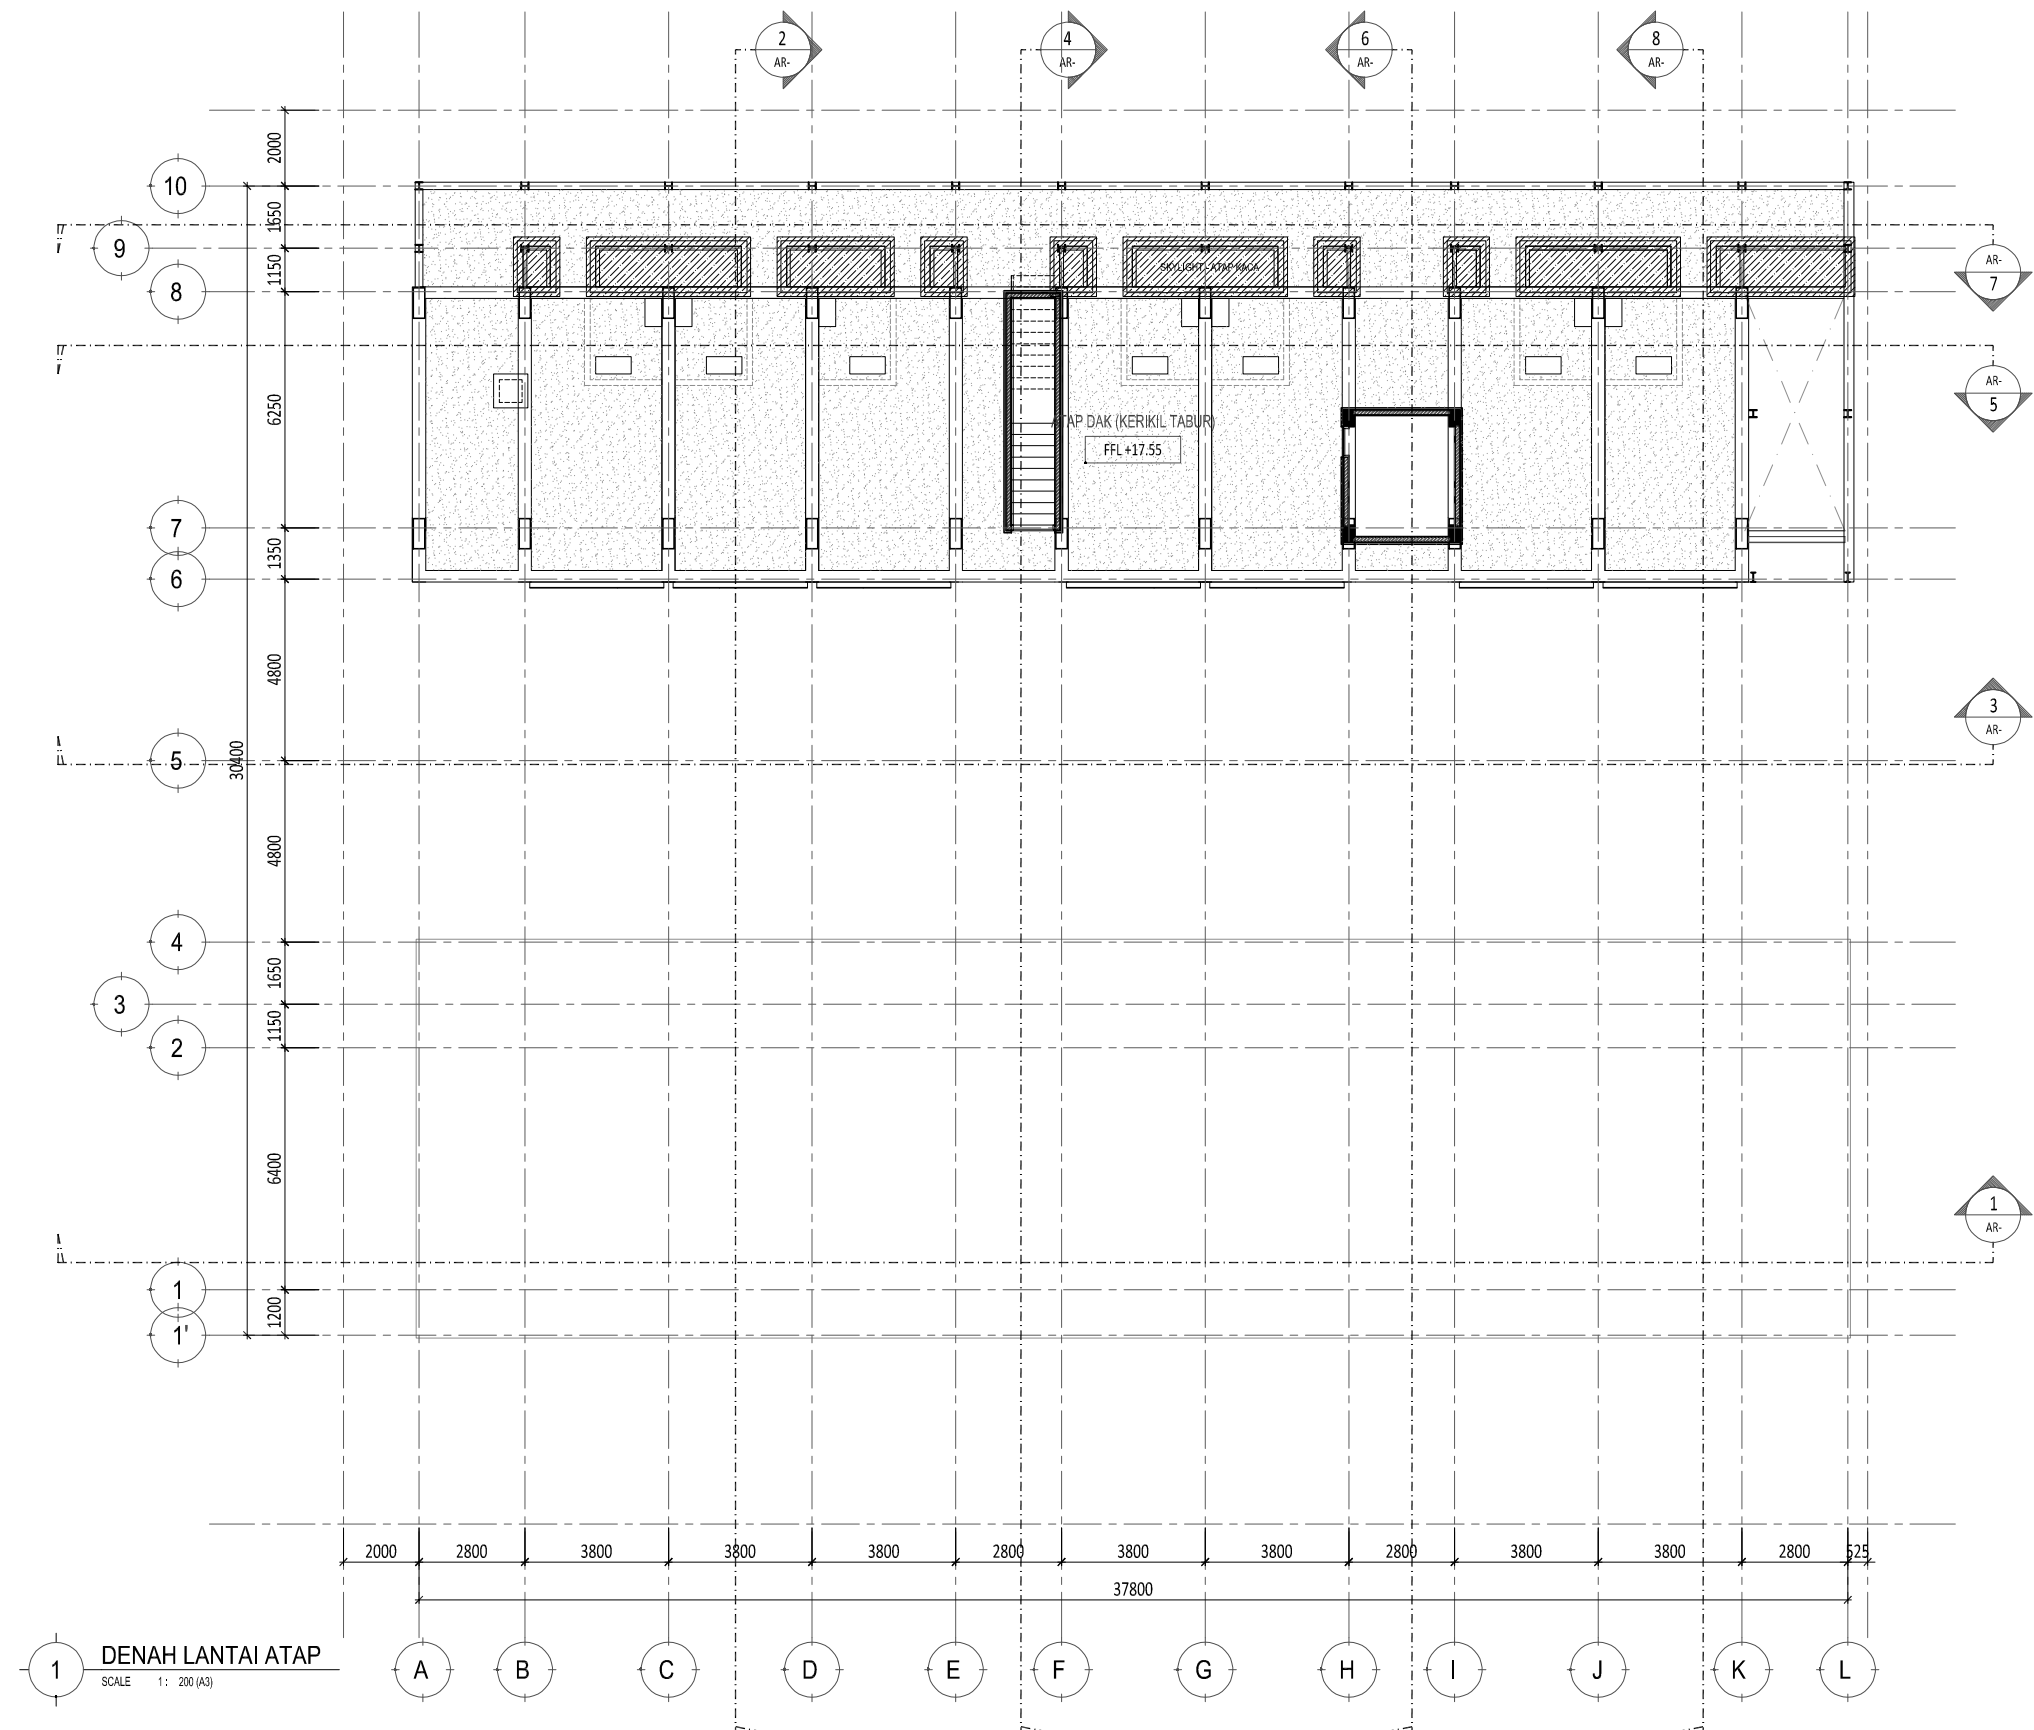 2
AR-
4
AR-
6
AR-
8
AR-
2000
10
1650
9
1150
8
AR-
7
SKYLIGHT - ATAP KACA
6250
AR-
5
ATAP DAK (KERIKIL TABUR)
FFL +17.55
7
1350
6
4800
3
AR-
5
30400
4800
4
1650
3
1150
2
6400
1
AR-
1
1200
1'
2000 2800 3800 3800 3800 2800 3800 3800 2800 3800 3800 2800 525
37800
1
DENAH LANTAI ATAP
SCALE 1 : 200 (A3)
A B C D E F G H I J K L